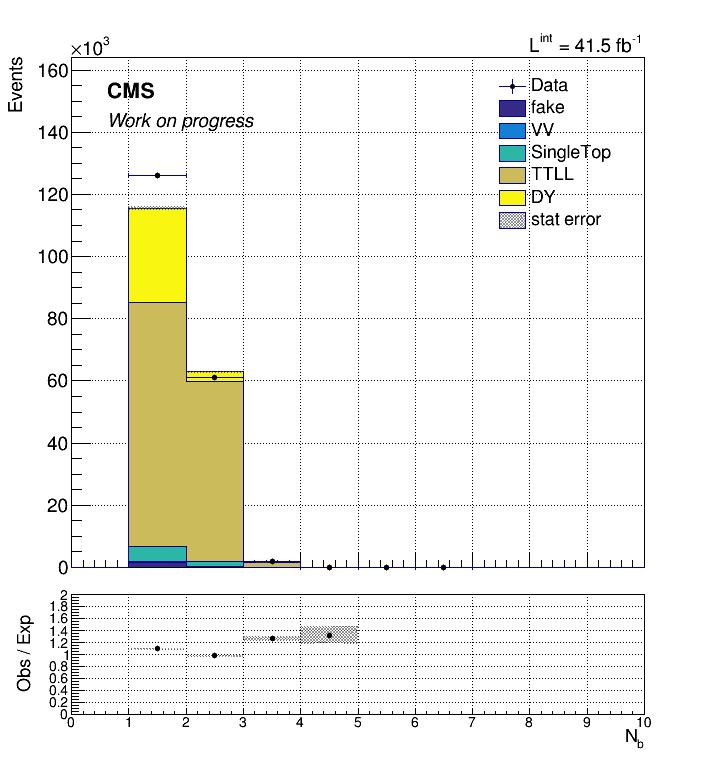 ×10³
L^int = 41.5 fb⁻¹
Events
160
140
120
100
80
60
40
20
0
CMS
Work on progress
Data
fake
VV
SingleTop
TTLL
DY
stat error
Obs / Exp
2
1.8
1.6
1.4
1.2
1
0.8
0.6
0.4
0.2
0
0 1 2 3 4 5 6 7 8 9 10
N_b